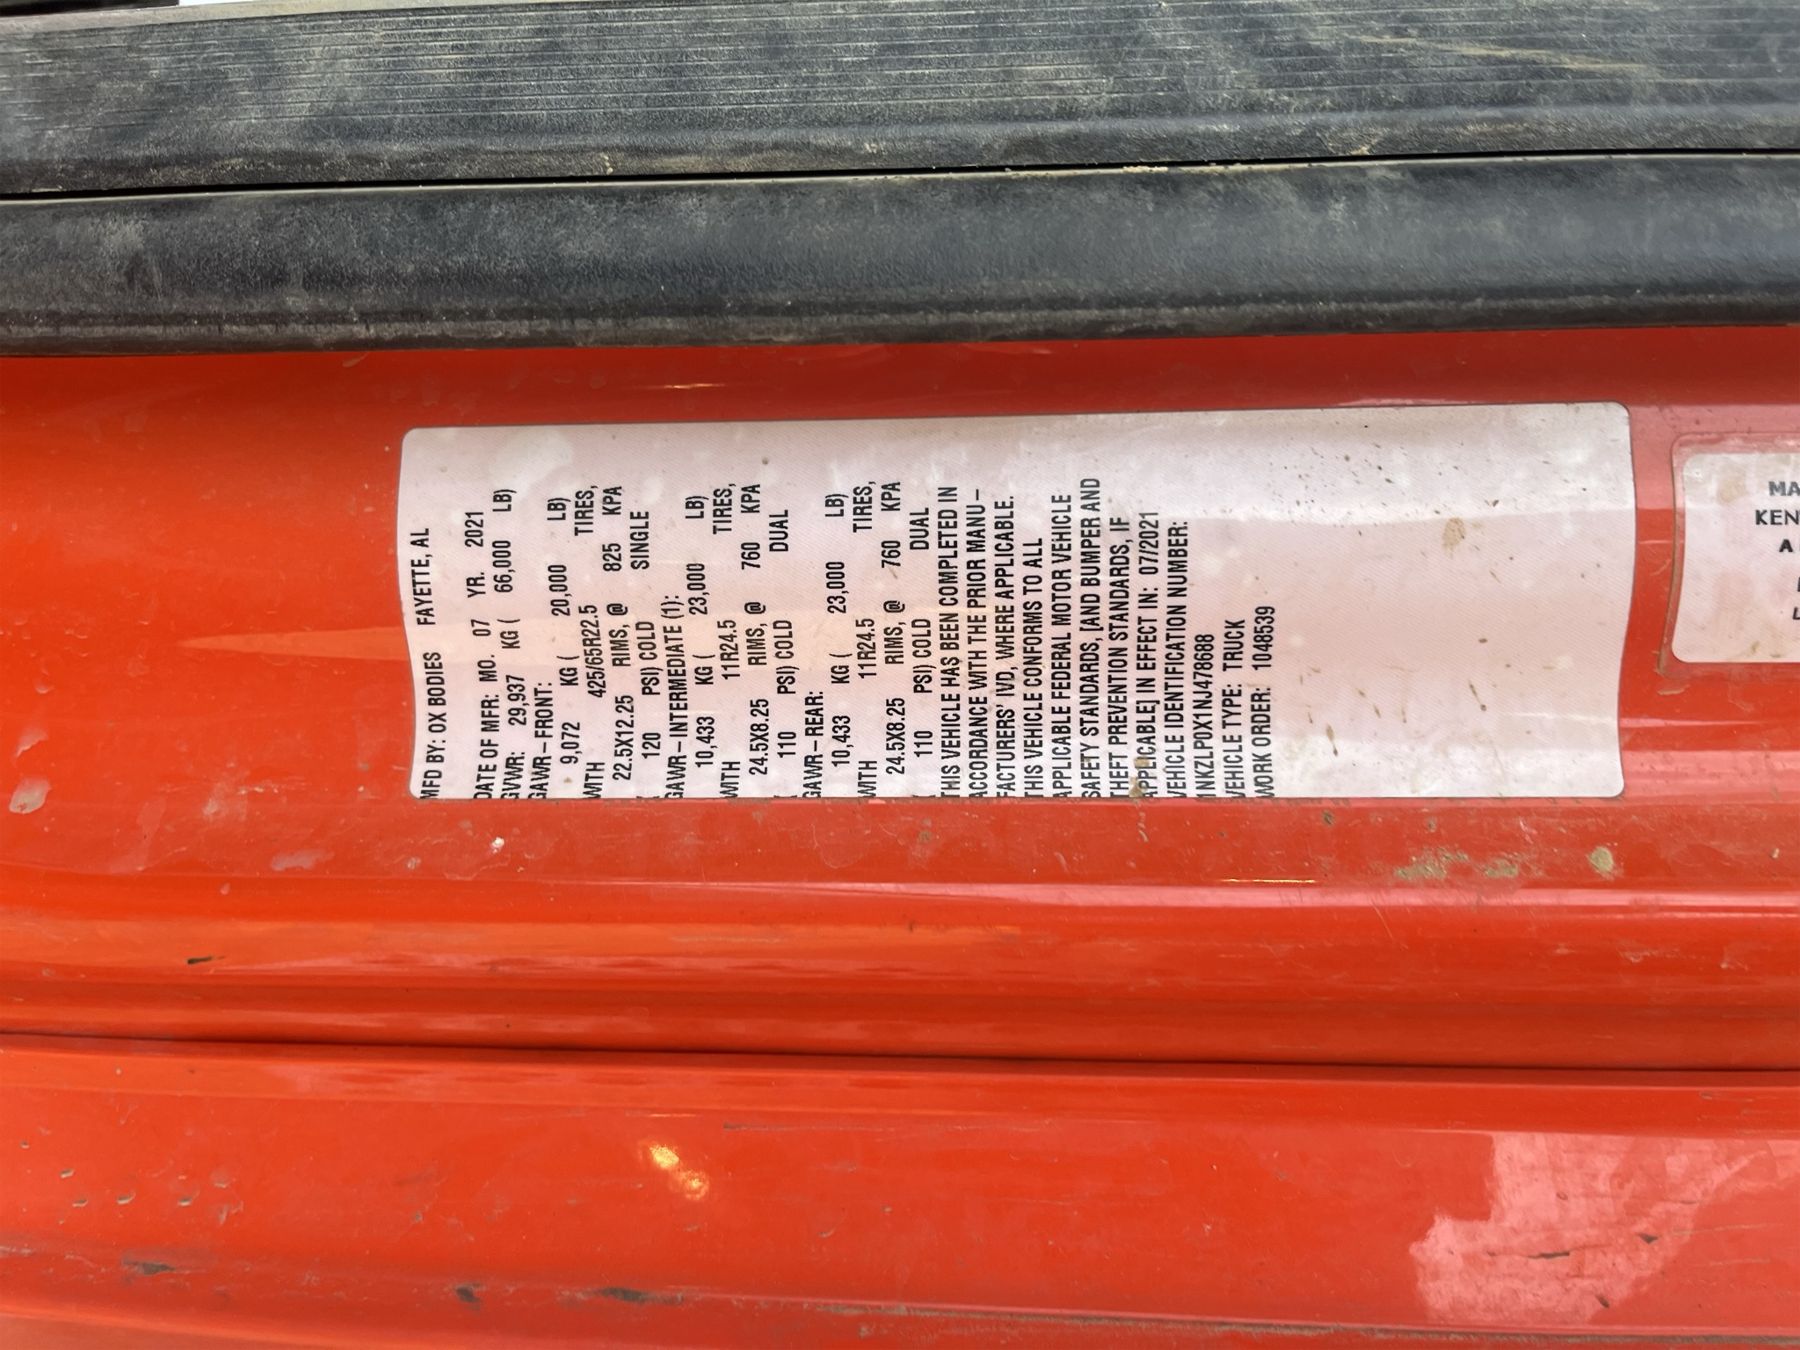 MFD BY: OX BODIES FAYETTE, AL
DATE OF MFR: MO. 07 YR. 2021
GVWR: 29,937 KG ( 66,000 LB)
GAWR-FRONT:
9,072 KG ( 20,000 LB)
WITH 425/65R22.5 TIRES,
22.5X12.25 RIMS, @ 825 KPA
( 120 PSI) COLD SINGLE
GAWR-INTERMEDIATE (1):
10,433 KG ( 23,000 LB)
WITH 11R24.5 TIRES,
24.5X8.25 RIMS, @ 760 KPA
( 110 PSI) COLD DUAL
GAWR-REAR:
10,433 KG ( 23,000 LB)
WITH 11R24.5 TIRES,
24.5X8.25 RIMS, @ 760 KPA
( 110 PSI) COLD DUAL
THIS VEHICLE HAS BEEN COMPLETED IN
ACCORDANCE WITH THE PRIOR MANU-
FACTURERS' IVD, WHERE APPLICABLE.
THIS VEHICLE CONFORMS TO ALL
APPLICABLE FEDERAL MOTOR VEHICLE
SAFETY STANDARDS, [AND BUMPER AND
THEFT PREVENTION STANDARDS, IF
APPLICABLE] IN EFFECT IN: 07/2021
VEHICLE IDENTIFICATION NUMBER:
1NKZLP0X1NJ478688
VEHICLE TYPE: TRUCK
WORK ORDER: 1048539
MA
KEN
A